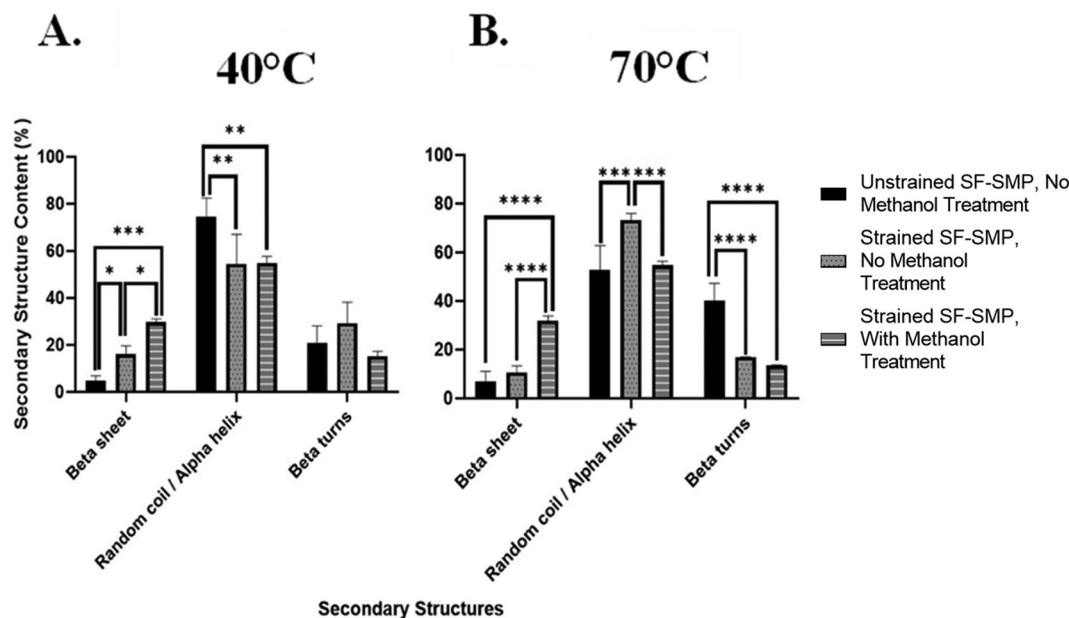 A.
40°C
B.
70°C
Secondary Structure Content (%)
100
80
60
40
20
0
***
*
*
**
**
Beta sheet
Random coil / Alpha helix
Beta turns
100
80
60
40
20
0
****
****
***
***
****
****
Beta sheet
Random coil / Alpha helix
Beta turns
Unstrained SF-SMP, No
Methanol Treatment
Strained SF-SMP,
No Methanol
Treatment
Strained SF-SMP,
With Methanol
Treatment
Secondary Structures